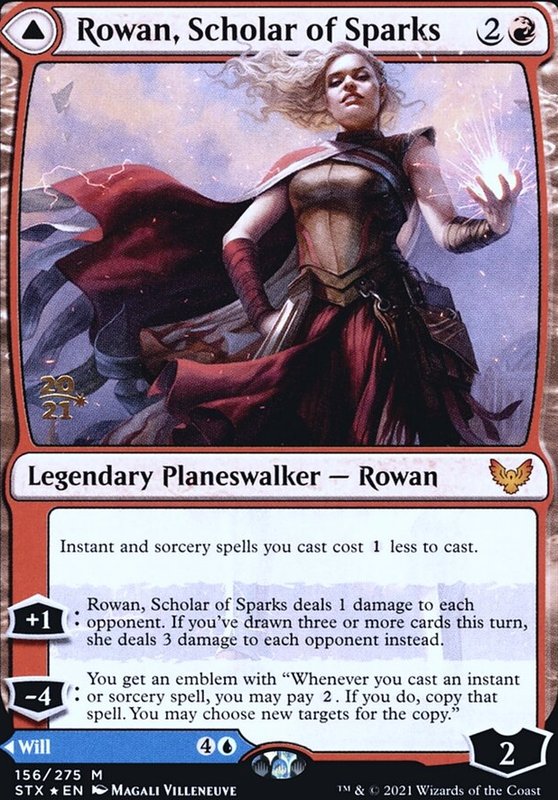 Rowan, Scholar of Sparks 2
20
21
Legendary Planeswalker — Rowan
Instant and sorcery spells you cast cost 1 less to cast.
+1: Rowan, Scholar of Sparks deals 1 damage to each
opponent. If you've drawn three or more cards this turn,
she deals 3 damage to each opponent instead.
-4: You get an emblem with “Whenever you cast an instant
or sorcery spell, you may pay 2. If you do, copy that
spell. You may choose new targets for the copy.”
Will 4
2
156/275 M
STX ★ EN Magali Villeneuve
™ & © 2021 Wizards of the Coast